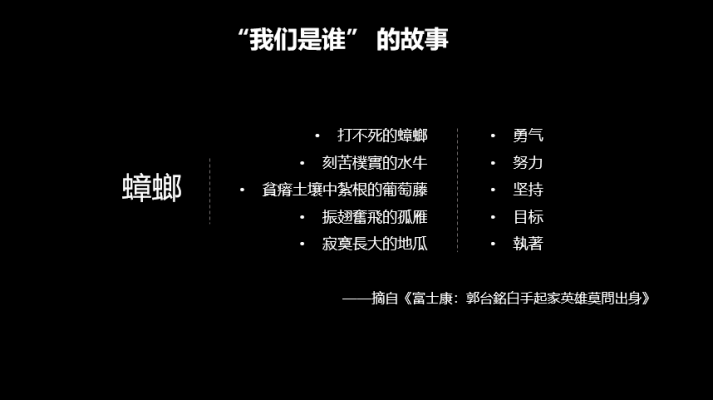 “我们是谁” 的故事
蟑螂
• 打不死的蟑螂
• 刻苦樸實的水牛
• 貧瘠土壤中紮根的葡萄藤
• 振翅奮飛的孤雁
• 寂寞長大的地瓜
• 勇气
• 努力
• 坚持
• 目标
• 執著
——摘自《富士康：郭台銘白手起家英雄莫問出身》